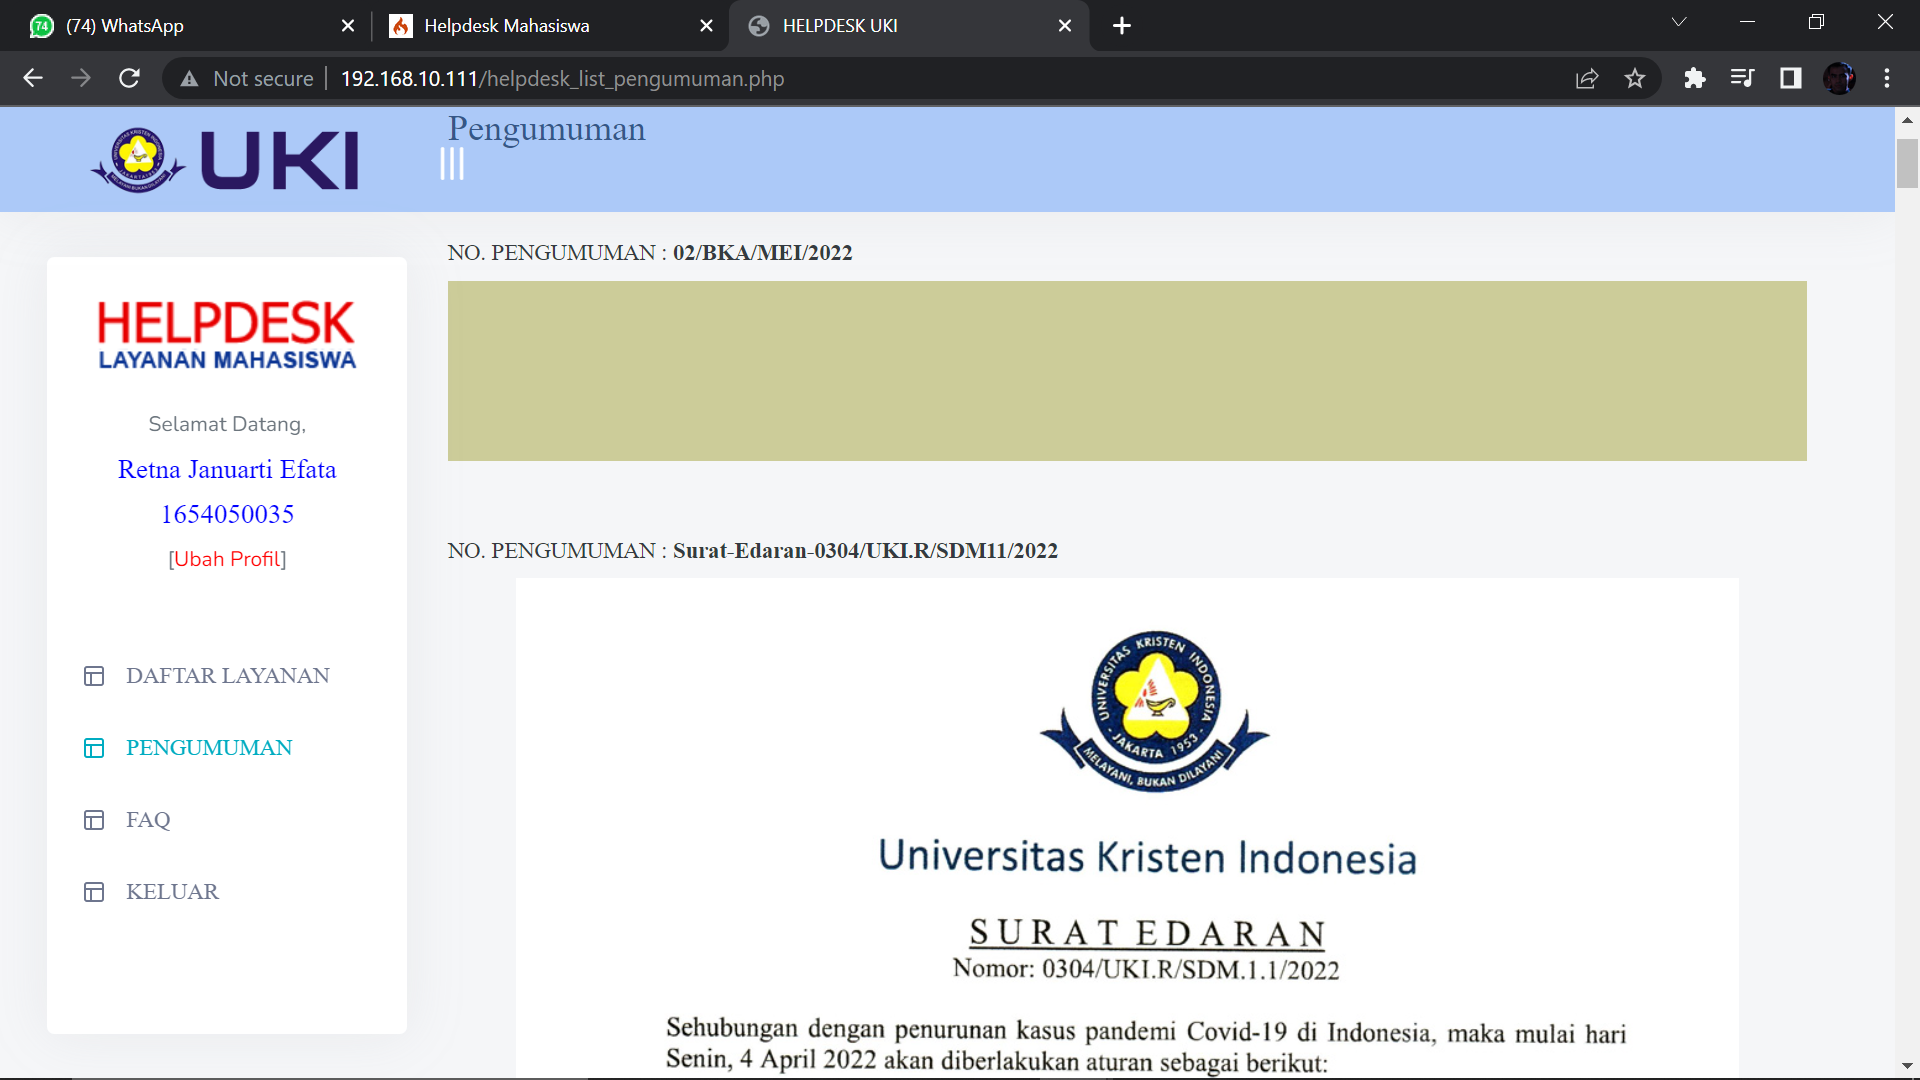 74
(74) WhatsApp
Helpdesk Mahasiswa
HELPDESK UKI
Not secure
192.168.10.111/helpdesk_list_pengumuman.php
UKI
Pengumuman
HELPDESK
LAYANAN MAHASISWA
Selamat Datang,
Retna Januarti Efata
1654050035
[Ubah Profil]
DAFTAR LAYANAN
PENGUMUMAN
FAQ
KELUAR
NO. PENGUMUMAN : 02/BKA/MEI/2022
NO. PENGUMUMAN : Surat-Edaran-0304/UKI.R/SDM11/2022
UNIVERSITAS KRISTEN INDONESIA
JAKARTA 1953
MELAYANI, BUKAN DILAYANI
Universitas Kristen Indonesia
SURAT EDARAN
Nomor: 0304/UKI.R/SDM.1.1/2022
Sehubungan dengan penurunan kasus pandemi Covid-19 di Indonesia, maka mulai hari
Senin, 4 April 2022 akan diberlakukan aturan sebagai berikut: